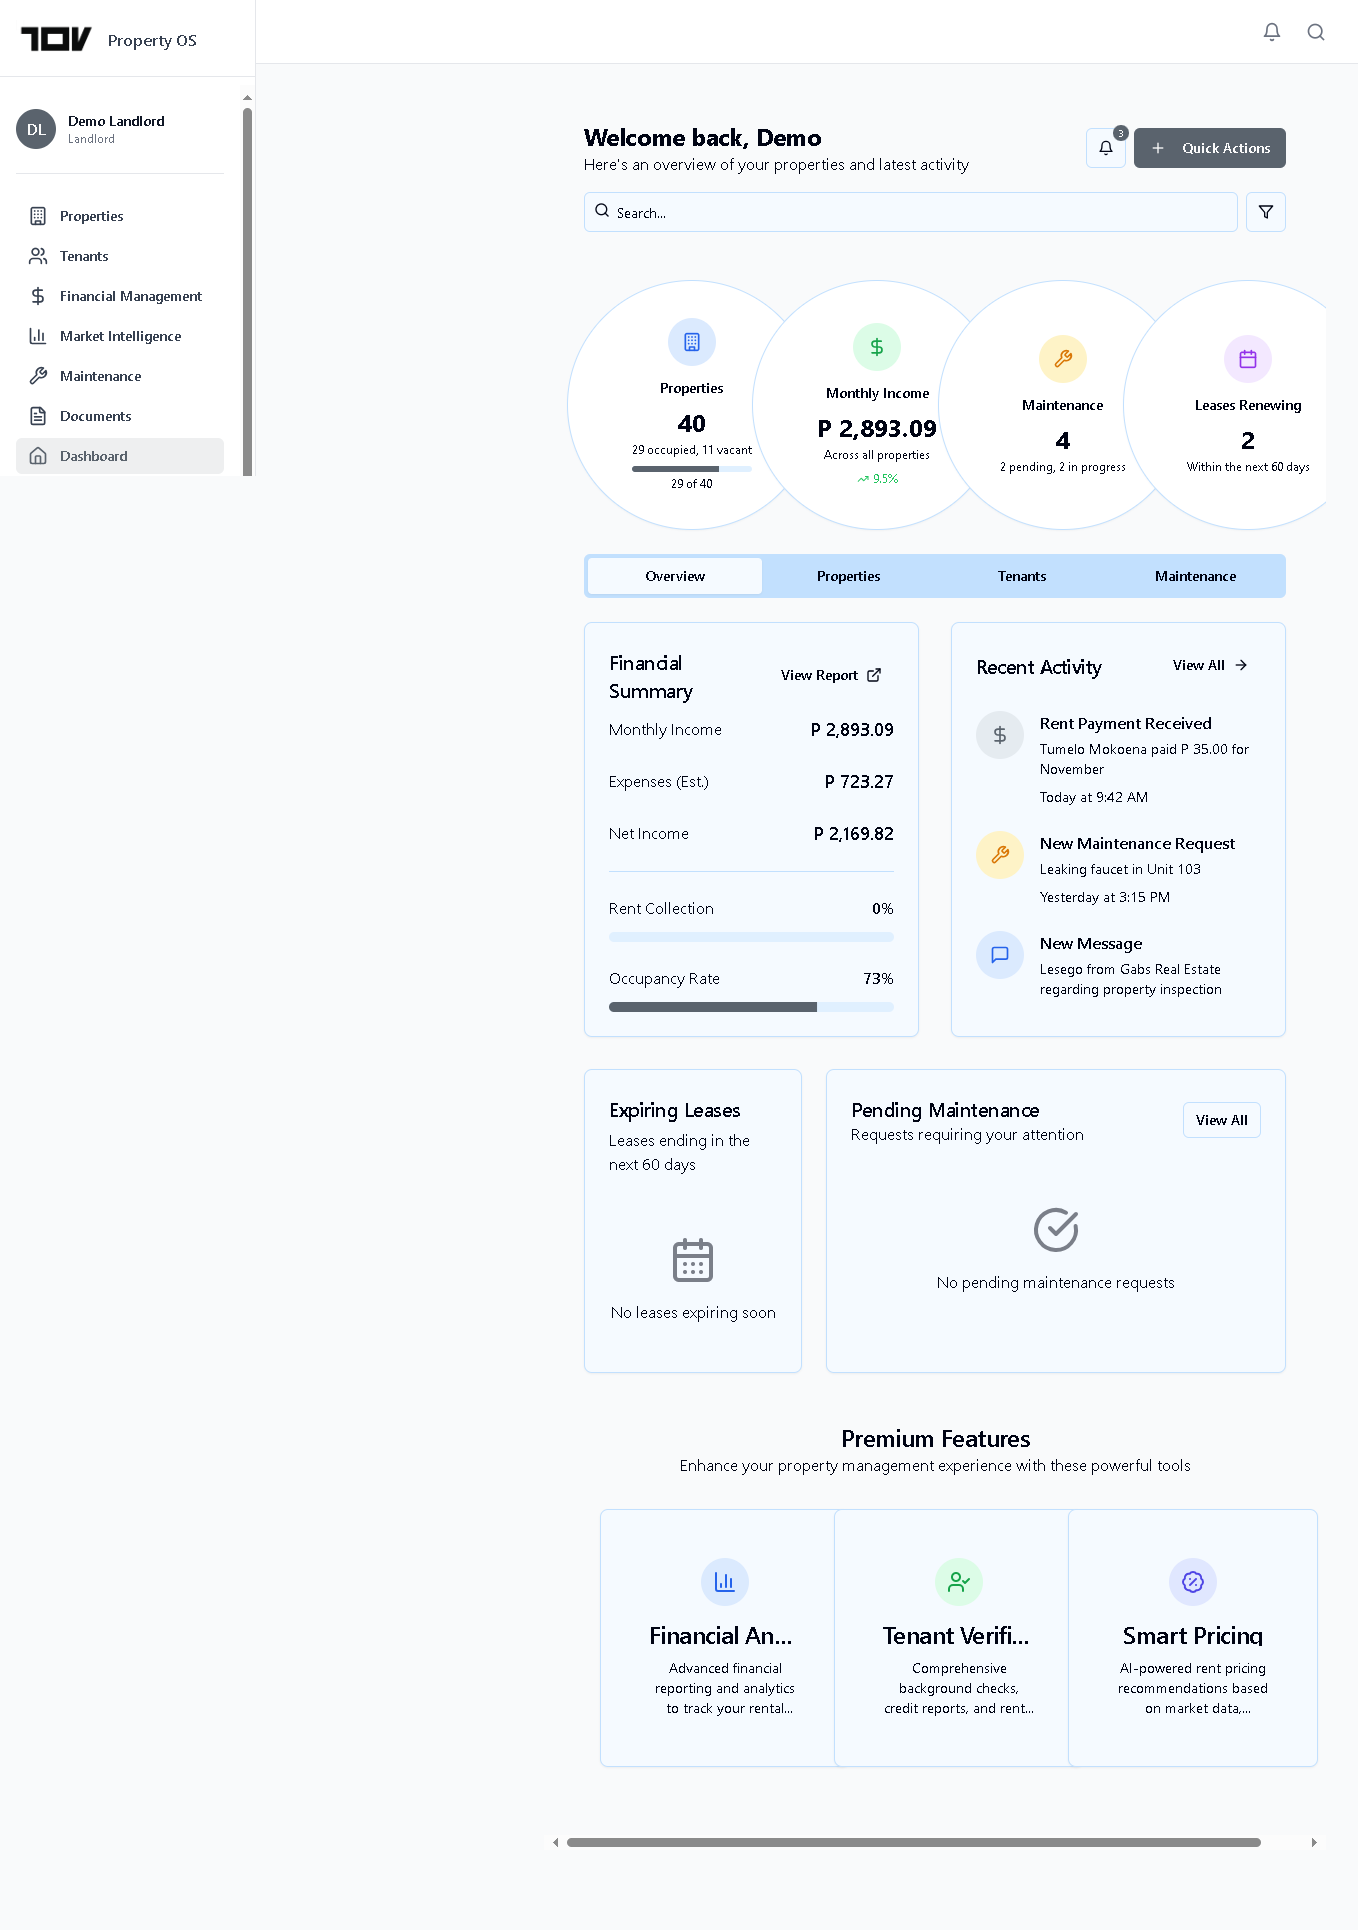 TOV Property OS
DL
Demo Landlord
Landlord
Properties
Tenants
Financial Management
Market Intelligence
Maintenance
Documents
Dashboard
Welcome back, Demo
Here's an overview of your properties and latest activity
3
Quick Actions
Search...
Properties
40
29 occupied, 11 vacant
29 of 40
Monthly Income
P 2,893.09
Across all properties
9.5%
Maintenance
4
2 pending, 2 in progress
Leases Renewing
2
Within the next 60 days
Overview
Properties
Tenants
Maintenance
Financial
Summary
View Report
Monthly Income
P 2,893.09
Expenses (Est.)
P 723.27
Net Income
P 2,169.82
Rent Collection
0%
Occupancy Rate
73%
Recent Activity
View All
Rent Payment Received
Tumelo Mokoena paid P 35.00 for
November
Today at 9:42 AM
New Maintenance Request
Leaking faucet in Unit 103
Yesterday at 3:15 PM
New Message
Lesego from Gabs Real Estate
regarding property inspection
Expiring Leases
Leases ending in the
next 60 days
No leases expiring soon
Pending Maintenance
Requests requiring your attention
View All
No pending maintenance requests
Premium Features
Enhance your property management experience with these powerful tools
Financial An...
Advanced financial
reporting and analytics
to track your rental...
Tenant Verifi...
Comprehensive
background checks,
credit reports, and rent...
Smart Pricing
AI-powered rent pricing
recommendations based
on market data,...